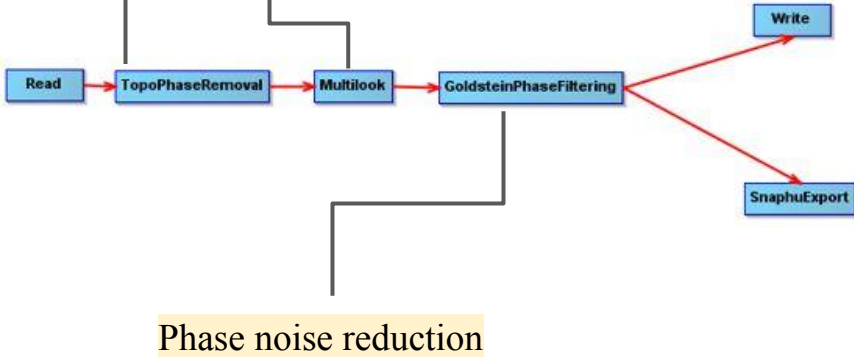 Write
Read
TopoPhaseRemoval
Multilook
GoldsteinPhaseFiltering
SnaphuExport
Phase noise reduction